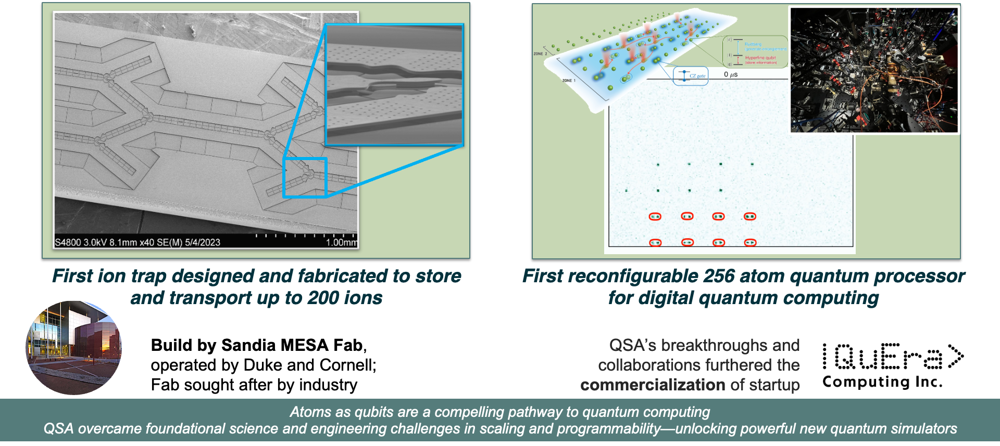 S4800 3.0kV 8.1mm x40 SE(M) 5/4/2023
1.00mm
ZONE 2
ZONE 1
Rydberg
(generate entanglement)
Hyperfine qubit
(store information)
CZ gate
0 μs
First ion trap designed and fabricated to store
and transport up to 200 ions
First reconfigurable 256 atom quantum processor
for digital quantum computing
Build by Sandia MESA Fab,
operated by Duke and Cornell;
Fab sought after by industry
QSA’s breakthroughs and
collaborations furthered the
commercialization of startup
|QuEra>
Computing Inc.
Atoms as qubits are a compelling pathway to quantum computing
QSA overcame foundational science and engineering challenges in scaling and programmability—unlocking powerful new quantum simulators